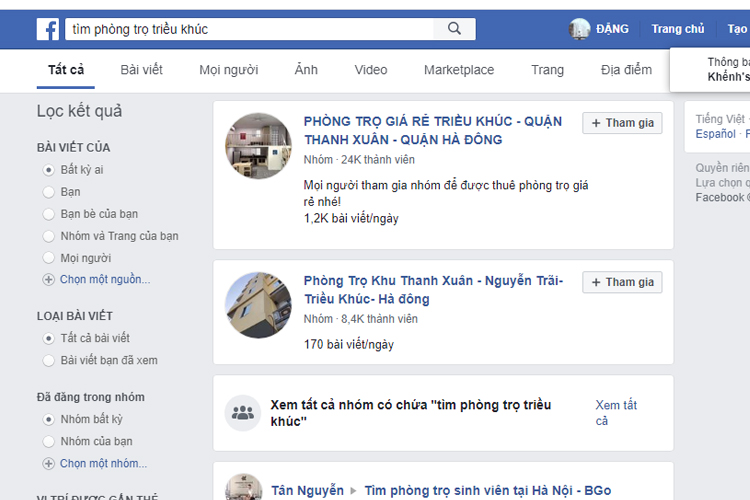 tìm phòng trọ triều khúc
ĐẶNG
Trang chủ
Tạo
Tất cả
Bài viết
Mọi người
Ảnh
Video
Marketplace
Trang
Địa điểm
Thông bá
Khểnh's
Lọc kết quả
BÀI VIẾT CỦA
Bất kỳ ai
Bạn
Bạn bè của bạn
Nhóm và Trang của bạn
Mọi người
Chọn một nguồn...
LOẠI BÀI VIẾT
Tất cả bài viết
Bài viết bạn đã xem
Đã đăng trong nhóm
Nhóm bất kỳ
Nhóm của bạn
Chọn một nhóm...
VỊ TRÍ ĐƯỢC GẮN THẺ
PHÒNG TRỌ GIÁ RẺ TRIỀU KHÚC - QUẬN
THANH XUÂN - QUẬN HÀ ĐÔNG
Nhóm · 24K thành viên
Mọi người tham gia nhóm để được thuê phòng trọ giá
rẻ nhé!
1,2K bài viết/ngày
+ Tham gia
Phòng Trọ Khu Thanh Xuân - Nguyễn Trãi-
Triều Khúc- Hà đông
Nhóm · 8,4K thành viên
170 bài viết/ngày
+ Tham gia
Xem tất cả nhóm có chứa "tìm phòng trọ triều
khúc"
Xem tất
cả
Tân Nguyễn ▸ Tìm phòng trọ sinh viên tại Hà Nội - BGo
Tiếng Việt ·
Español · F
Quyền riên
Lựa chọn c
Facebook ©